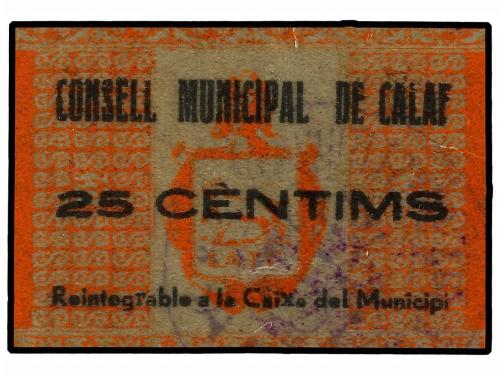 CONSELL MUNICIPAL DE CALAF
25 CÈNTIMS
Reintegrable a la Caixa del Municipi